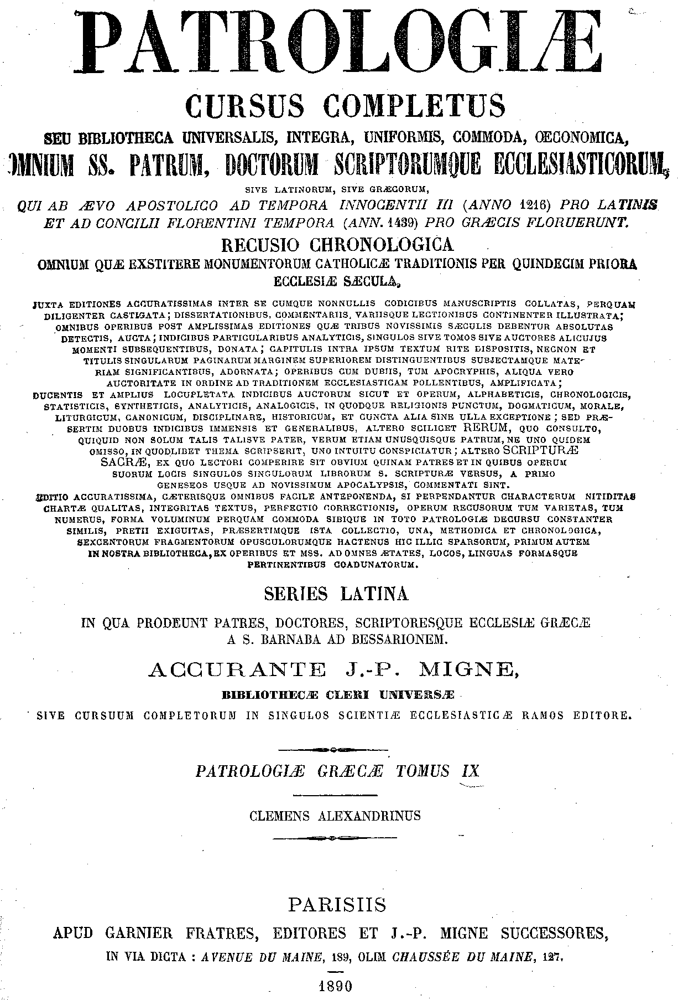 PATROLOGIÆ
CURSUS COMPLETUS
SEU BIBLIOTHECA UNIVERSALIS, INTEGRA, UNIFORMIS, COMMODA, ŒCONOMICA,
OMNIUM SS. PATRUM, DOCTORUM SCRIPTORUMQUE ECCLESIASTICORUM,
SIVE LATINORUM, SIVE GRÆCORUM,
QUI AB ÆVO APOSTOLICO AD TEMPORA INNOCENTII III (ANNO 1216) PRO LATINIS
ET AD CONCILII FLORENTINI TEMPORA (ANN. 1439) PRO GRÆCIS FLORUERUNT.
RECUSIO CHRONOLOGICA
OMNIUM QUÆ EXSTITERE MONUMENTORUM CATHOLICÆ TRADITIONIS PER QUINDECIM PRIORA
ECCLESIÆ SÆCULA,
JUXTA EDITIONES ACCURATISSIMAS INTER SE CUMQUE NONNULLIS CODICIBUS MANUSCRIPTIS COLLATAS, PERQUAM
DILIGENTER CASTIGATA; DISSERTATIONIBUS, COMMENTARIIS, VARIISQUE LECTIONIBUS CONTINENTER ILLUSTRATA;
OMNIBUS OPERIBUS POST AMPLISSIMAS EDITIONES QUÆ TRIBUS NOVISSIMIS SÆCULIS DEBENTUR ABSOLUTAS
DETECTIS, AUCTA; INDICIBUS PARTICULARIBUS ANALYTICIS, SINGULOS SIVE TOMOS SIVE AUCTORES ALICUJUS
MOMENTI SUBSEQUENTIBUS, DONATA; CAPITULIS INTRA IPSUM TEXTUM RITE DISPOSITIS, NECNON ET
TITULIS SINGULARUM PAGINARUM MARGINEM SUPERIOREM DISTINGUENTIBUS SUBJECTAMQUE MATE-
RIAM SIGNIFICANTIBUS, ADORNATA; OPERIBUS CUM DUBIIS, TUM APOCRYPHIS, ALIQUA VERO
AUCTORITATE IN ORDINE AD TRADITIONEM ECCLESIASTICAM POLLENTIBUS, AMPLIFICATA;
DUCENTIS ET AMPLIUS LOCUPLETATA INDICIBUS AUCTORUM SICUT ET OPERUM, ALPHABETICIS, CHRONOLOGICIS,
STATISTICIS, SYNTHETICIS, ANALYTICIS, ANALOGICIS, IN QUODQUE RELIGIONIS PUNCTUM, DOGMATICUM, MORALE,
LITURGICUM, CANONICUM, DISCIPLINARE, HISTORICUM, ET CUNCTA ALIA SINE ULLA EXCEPTIONE; SED PRÆ-
SERTIM DUOBUS INDICIBUS IMMENSIS ET GENERALIBUS, ALTERO SCILICET RERUM, QUO CONSULTO,
QUIQUID NON SOLUM TALIS TALISVE PATER, VERUM ETIAM UNUSQUISQUE PATRUM, NE UNO QUIDEM
OMISSO, IN QUODLIBET THEMA SCRIPSERIT, UNO INTUITU CONSPICIATUR; ALTERO SCRIPTURÆ
SACRÆ, EX QUO LECTORI COMPERIRE SIT OBVIUM QUINAM PATRES ET IN QUIBUS OPERUM
SUORUM LOCIS SINGULOS SINGULORUM LIBRORUM S. SCRIPTURÆ VERSUS, A PRIMO
GENESEOS USQUE AD NOVISSIMUM APOCALYPSIS, COMMENTATI SINT.
EDITIO ACCURATISSIMA, CÆTERISQUE OMNIBUS FACILE ANTEPONENDA, SI PERPENDANTUR CHARACTERUM NITIDITAS
CHARTÆ QUALITAS, INTEGRITAS TEXTUS, PERFECTIO CORRECTIONIS, OPERUM RECUSORUM TUM VARIETAS, TUM
NUMERUS, FORMA VOLUMINUM PERQUAM COMMODA SIBIQUE IN TOTO PATROLOGIÆ DECURSU CONSTANTER
SIMILIS, PRETII EXIGUITAS, PRÆSERTIMQUE ISTA COLLECTIO, UNA, METHODICA ET CHRONOLOGICA,
SEXCENTORUM FRAGMENTORUM OPUSCULORUMQUE HACTENUS HIC ILLIC SPARSORUM, PRIMUM AUTEM
IN NOSTRA BIBLIOTHECA, EX OPERIBUS ET MSS. AD OMNES ÆTATES, LOCOS, LINGUAS FORMASQUE
PERTINENTIBUS COADUNATORUM.
SERIES LATINA
IN QUA PRODEUNT PATRES, DOCTORES, SCRIPTORESQUE ECCLESIÆ GRÆCÆ
A S. BARNABA AD BESSARIONEM.
ACCURANTE J.-P. MIGNE,
BIBLIOTHECÆ CLERI UNIVERSÆ
SIVE CURSUUM COMPLETORUM IN SINGULOS SCIENTIÆ ECCLESIASTICÆ RAMOS EDITORE.
PATROLOGIÆ GRÆCÆ TOMUS IX
CLEMENS ALEXANDRINUS
PARISIIS
APUD GARNIER FRATRES, EDITORES ET J.-P. MIGNE SUCCESSORES,
IN VIA DICTA : AVENUE DU MAINE, 189, OLIM CHAUSSÉE DU MAINE, 127.
1890